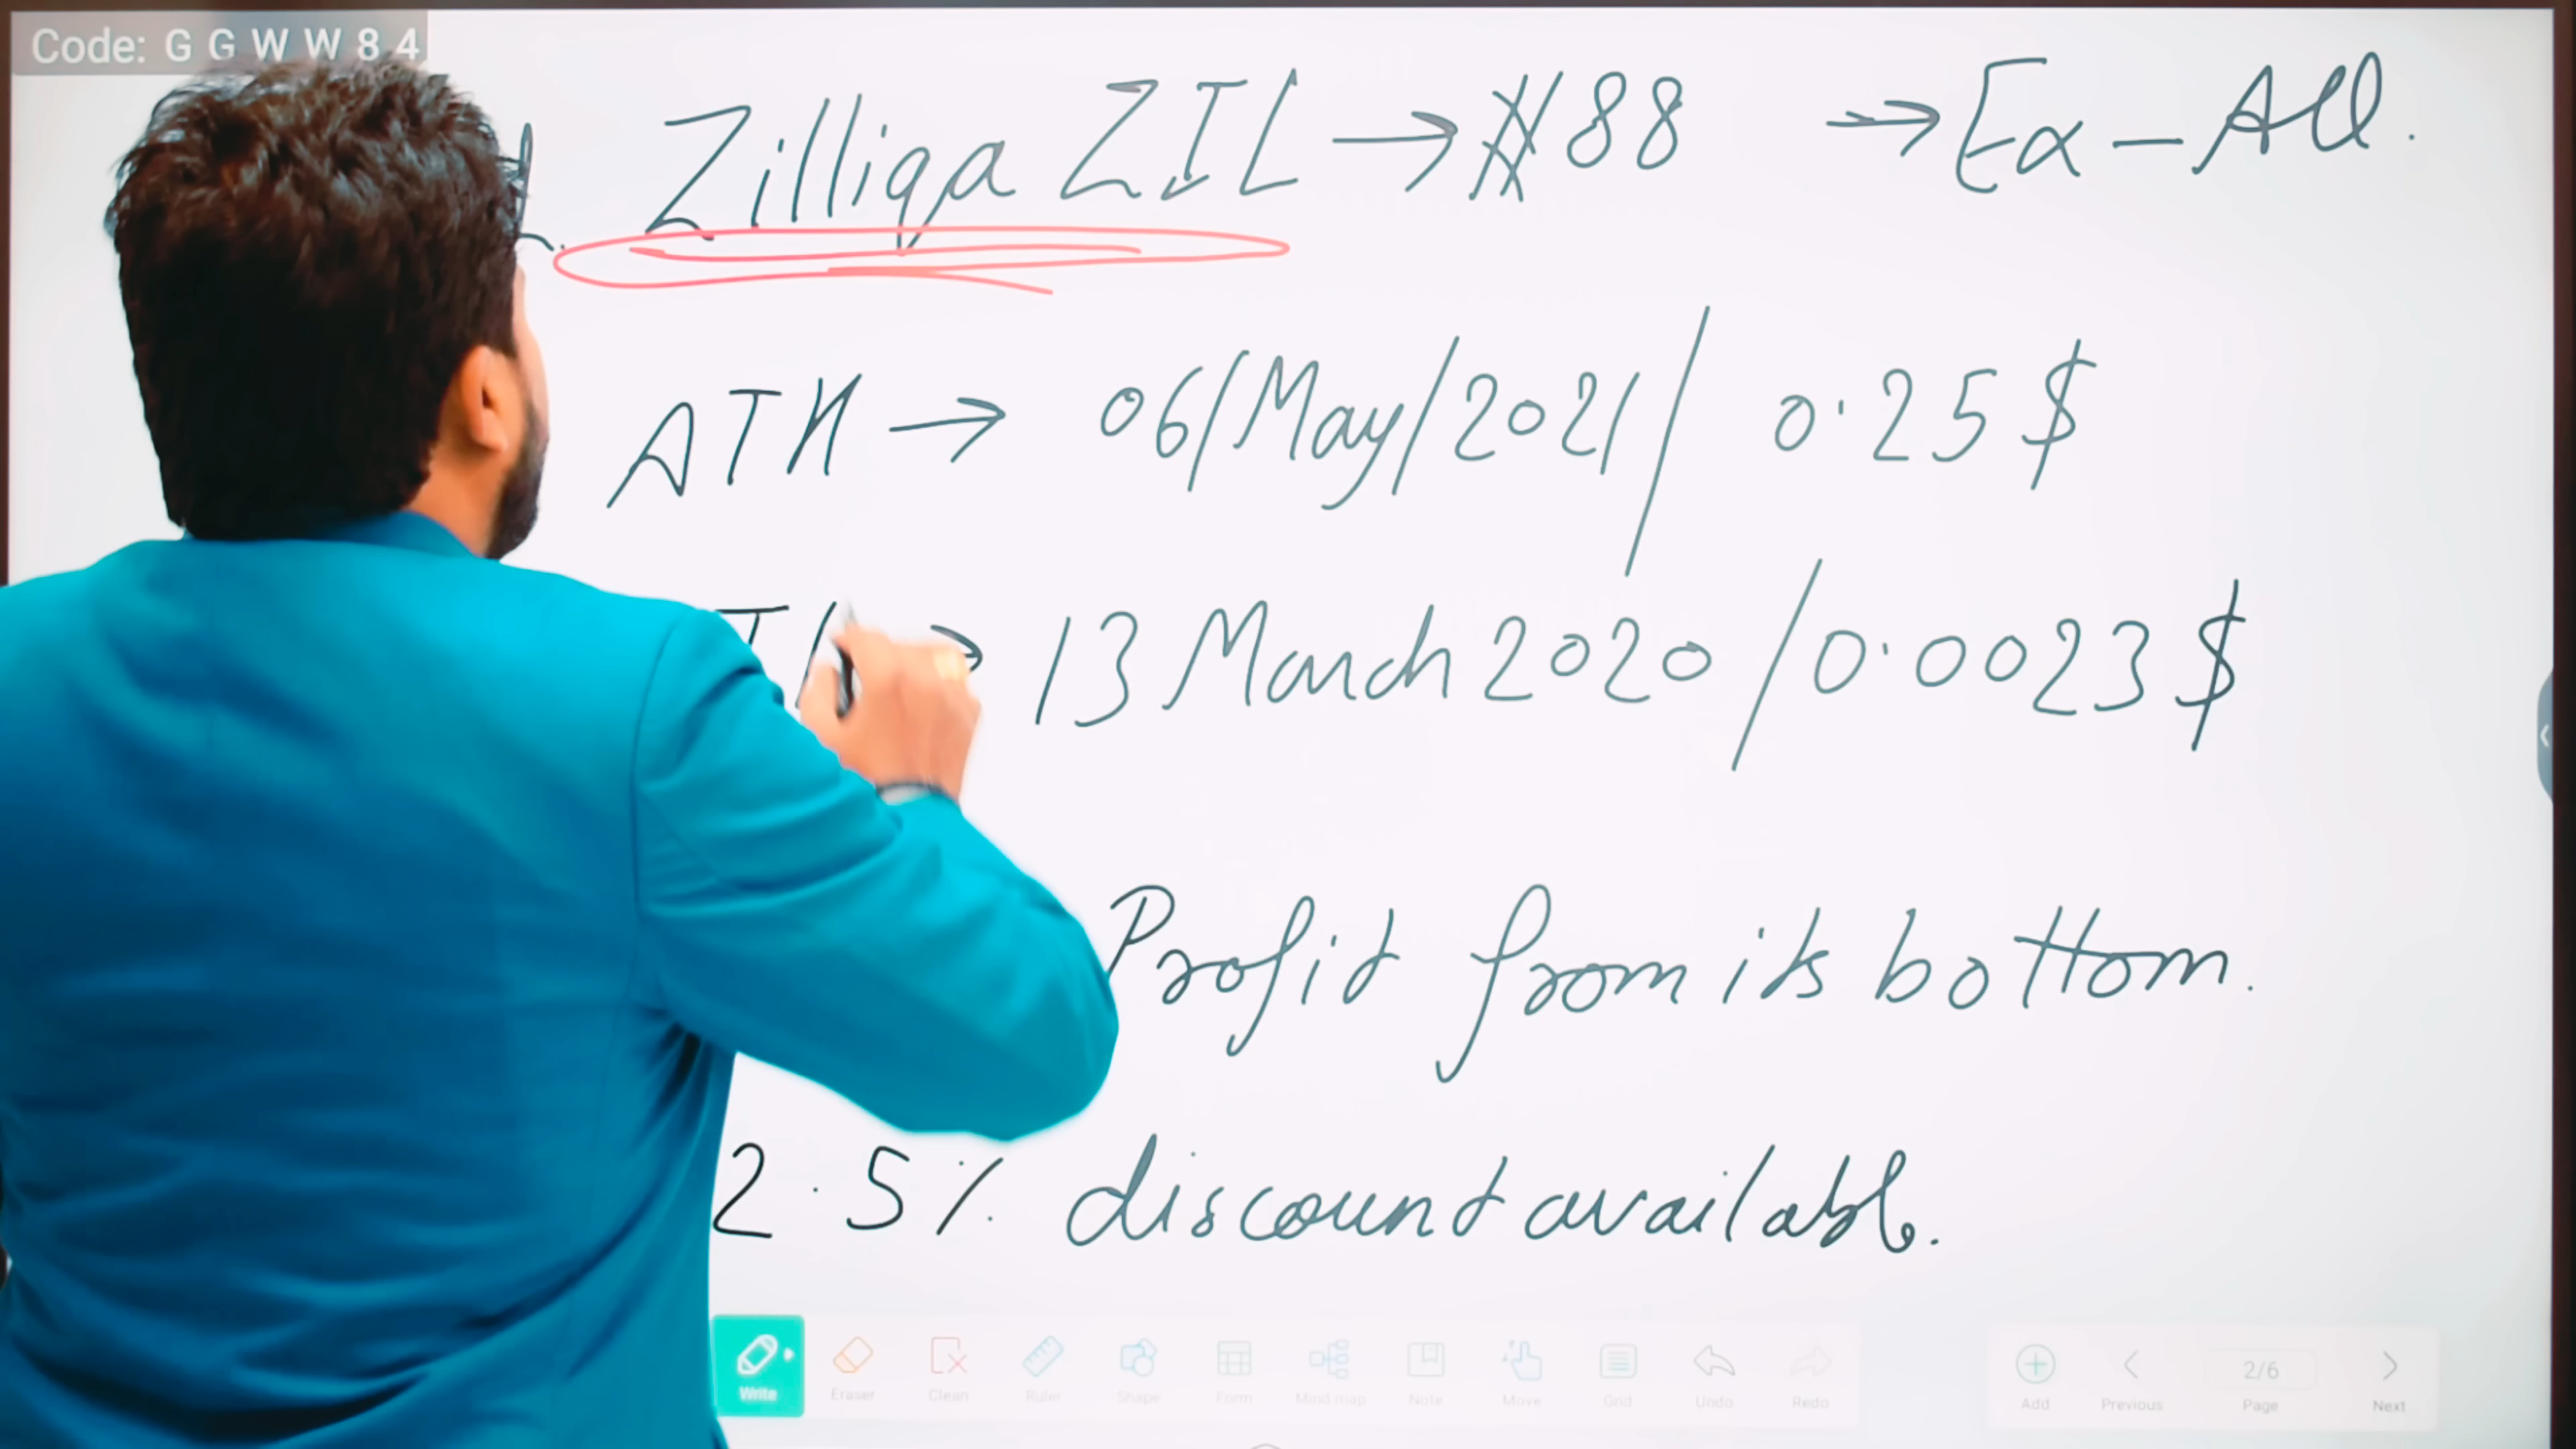 Code: G G W W 8 4
Zilliqa ZIL → #88 → Ex - All.
ATH → 06/May/2021/ 0.25$
→ 13 March 2020 / 0.0023$
Profit from its bottom.
2.5% discount available.
Write Eraser Clean Ruler Shape Form Mind map Note Move Grid Undo Redo Add Previous 2/6 Page Next